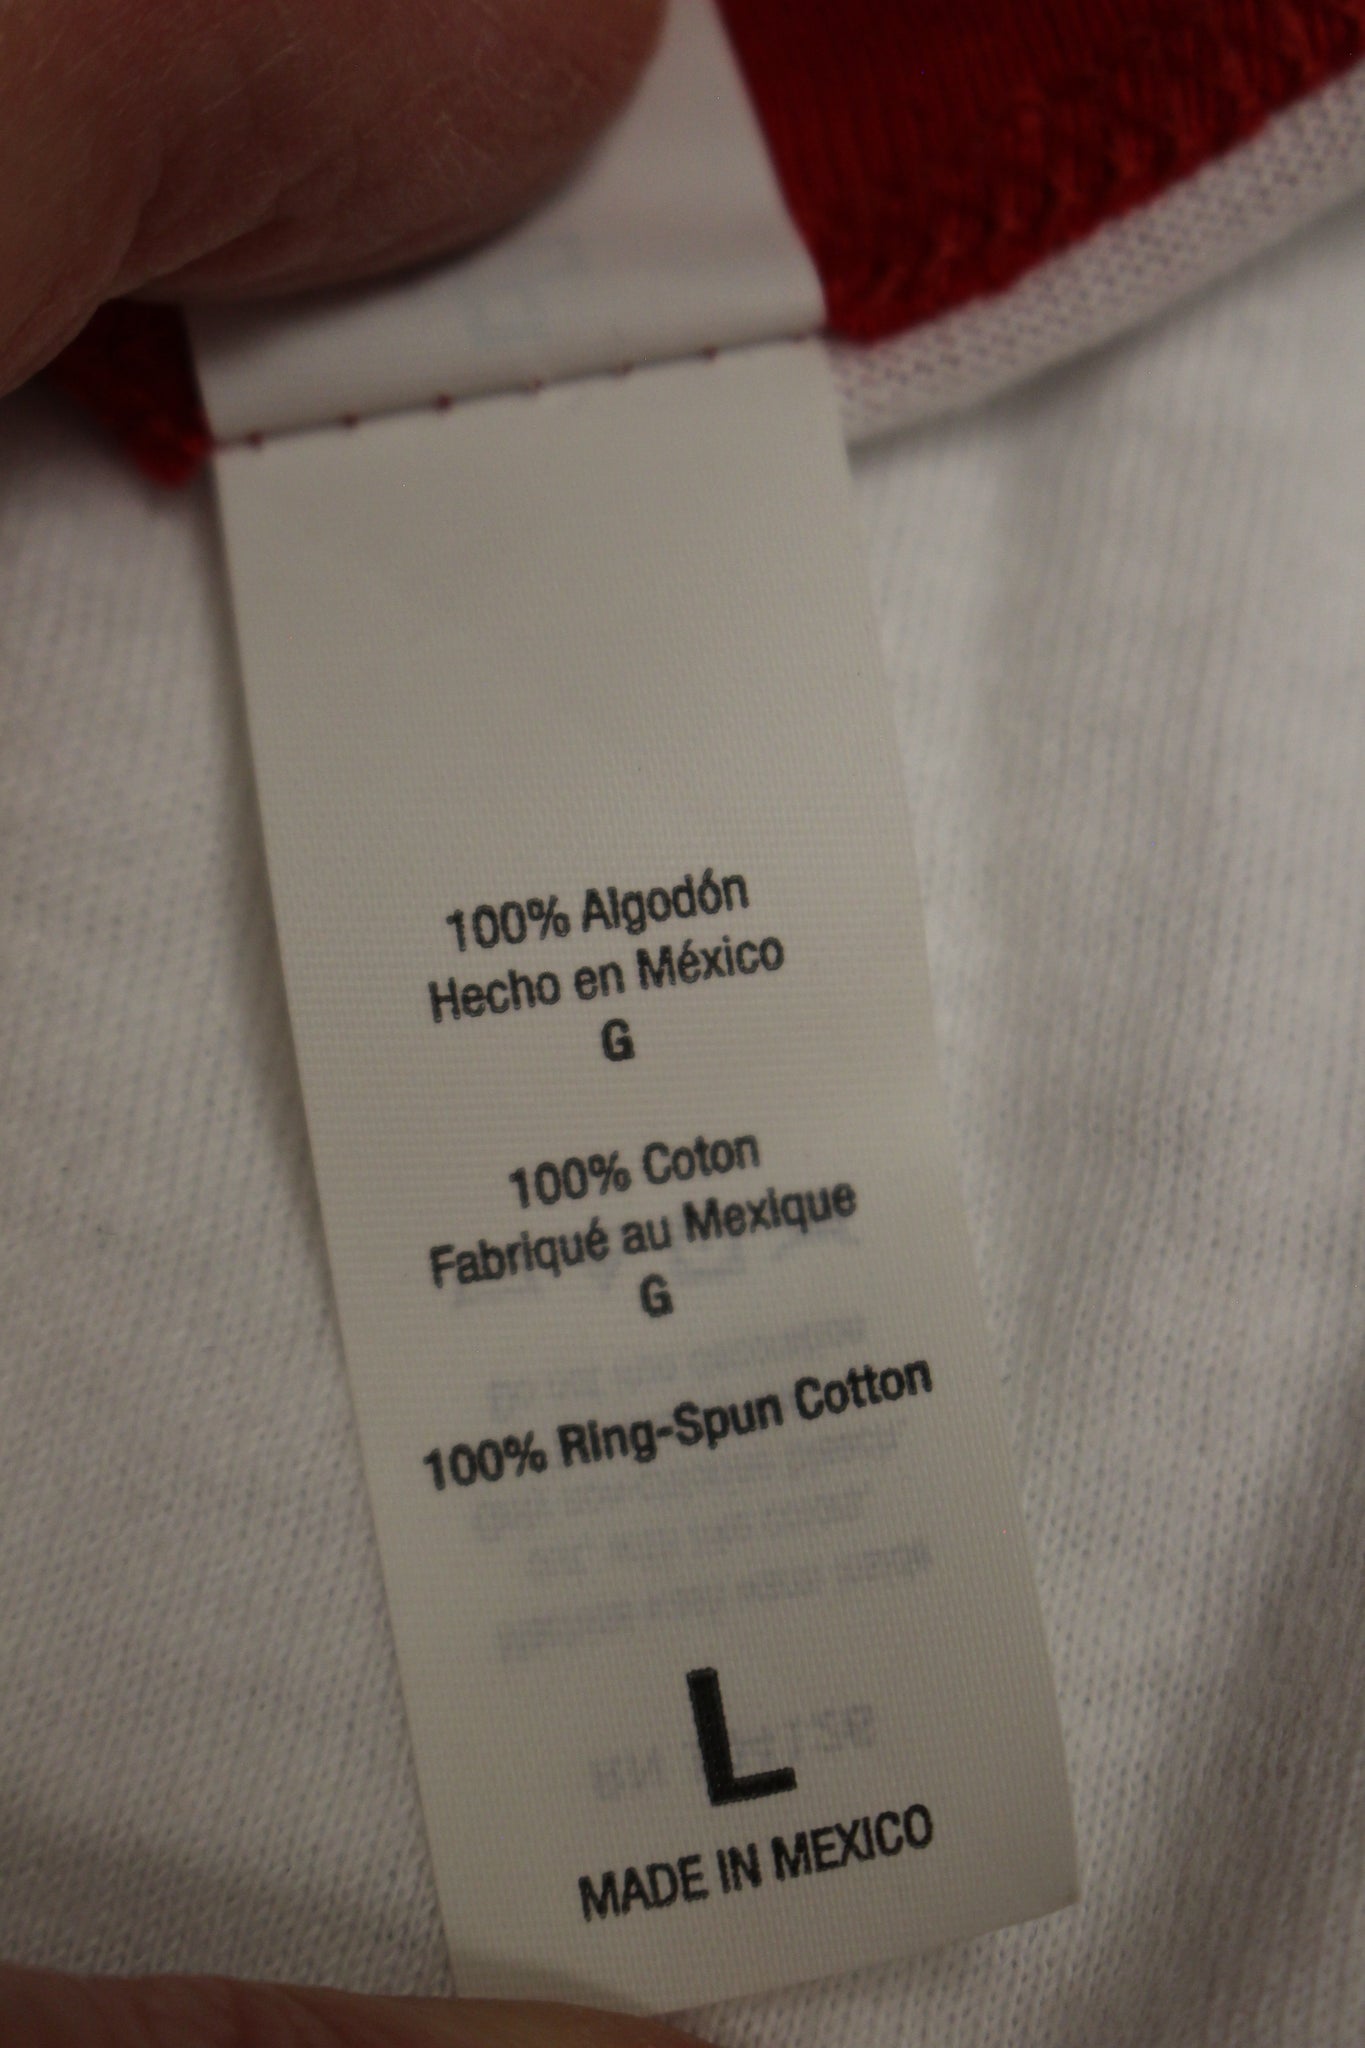 100% Algodón
Hecho en México
G
100% Coton
Fabriqué au Mexique
G
100% Ring-Spun Cotton
L
MADE IN MEXICO